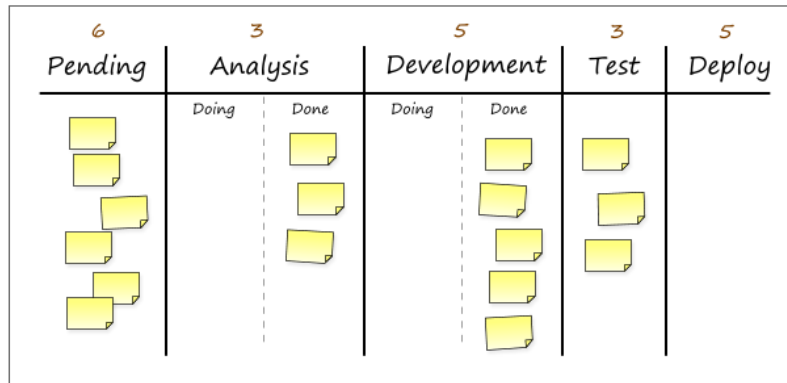 6 3 5 3 5
Pending Analysis Development Test Deploy
Doing Done Doing Done